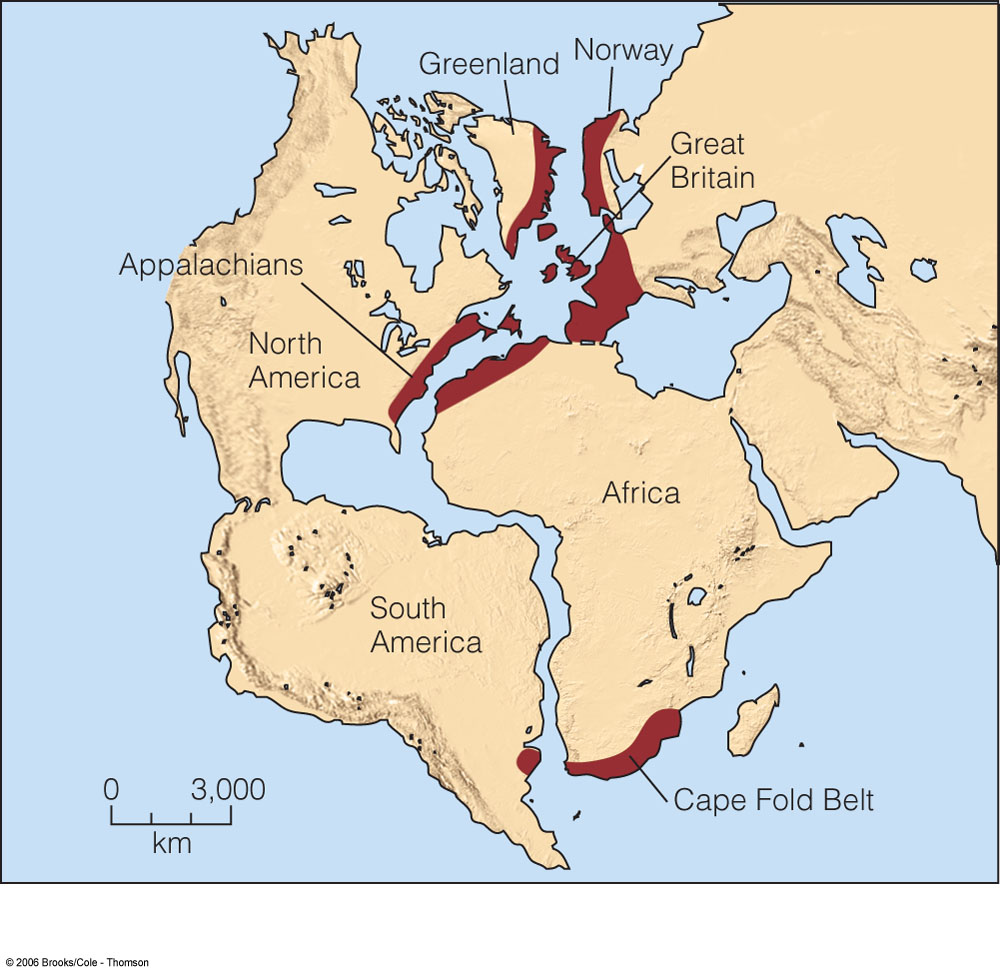 Norway
Greenland
Great
Britain
Appalachians
North
America
Africa
South
America
0 3,000
km
Cape Fold Belt
© 2006 Brooks/Cole - Thomson